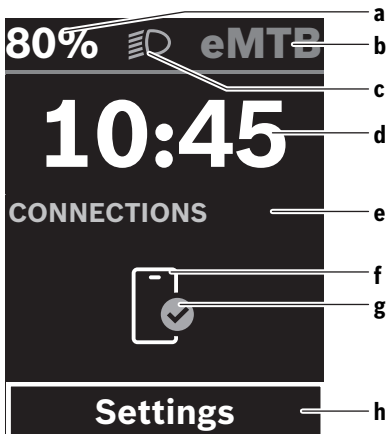 80% eMTB a
b
c
10:45 d
CONNECTIONS e
f
g
Settings h